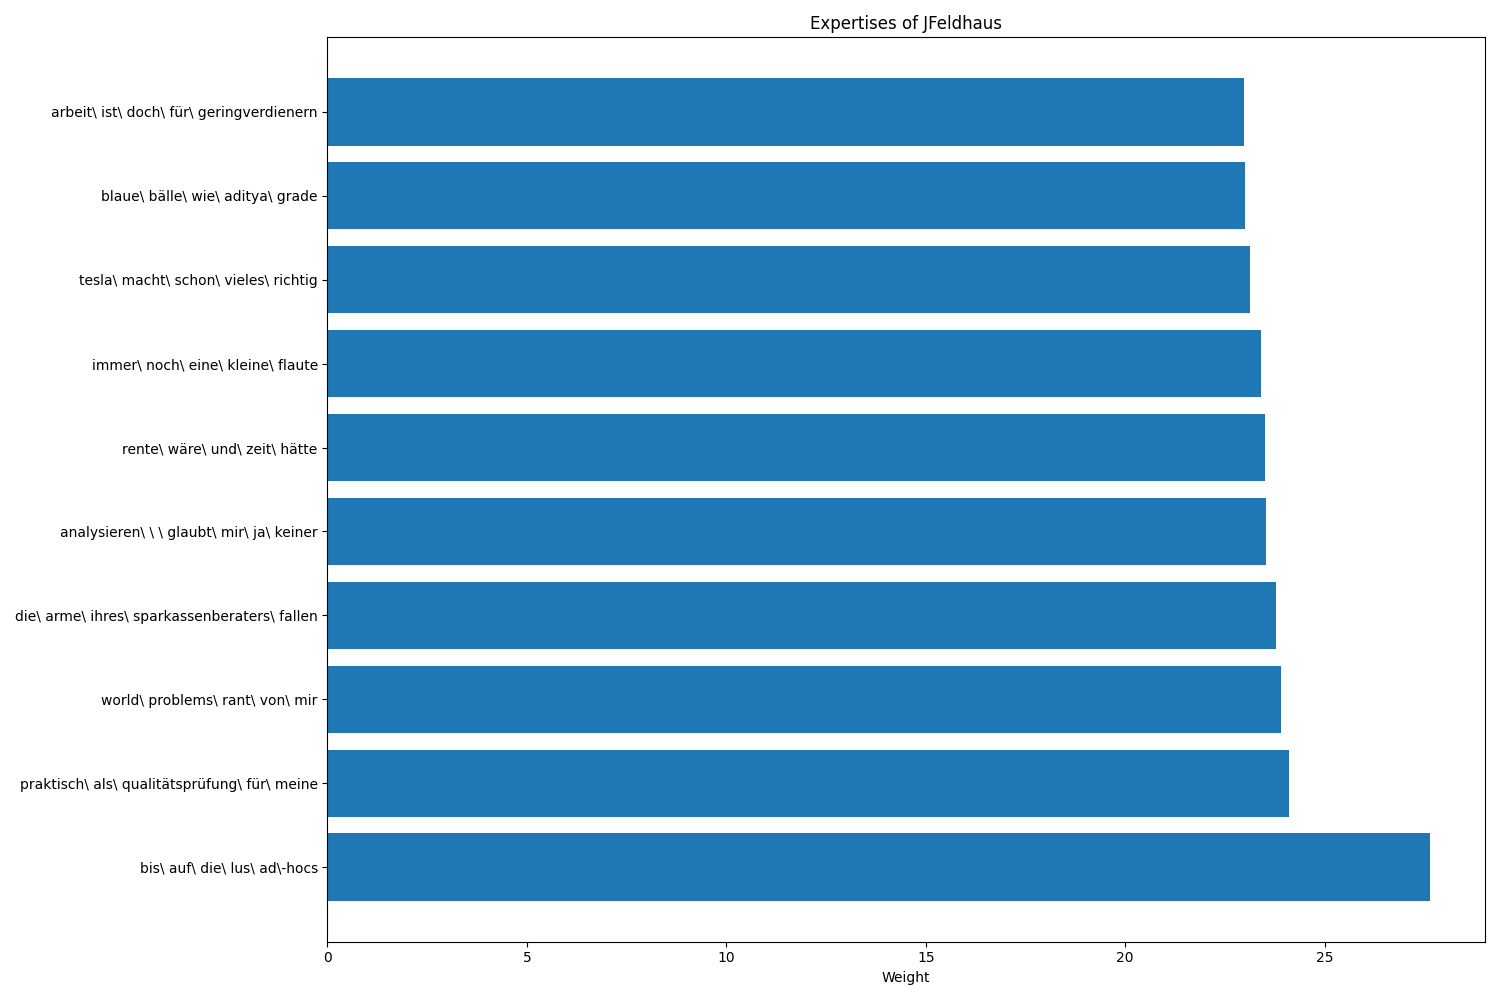 Expertises of JFeldhaus
arbeit\ ist\ doch\ für\ geringverdienern
blaue\ bälle\ wie\ aditya\ grade
tesla\ macht\ schon\ vieles\ richtig
immer\ noch\ eine\ kleine\ flaute
rente\ wäre\ und\ zeit\ hätte
analysieren\ \ \ glaubt\ mir\ ja\ keiner
die\ arme\ ihres\ sparkassenberaters\ fallen
world\ problems\ rant\ von\ mir
praktisch\ als\ qualitätsprüfung\ für\ meine
bis\ auf\ die\ lus\ ad\-hocs
0 5 10 15 20 25
Weight